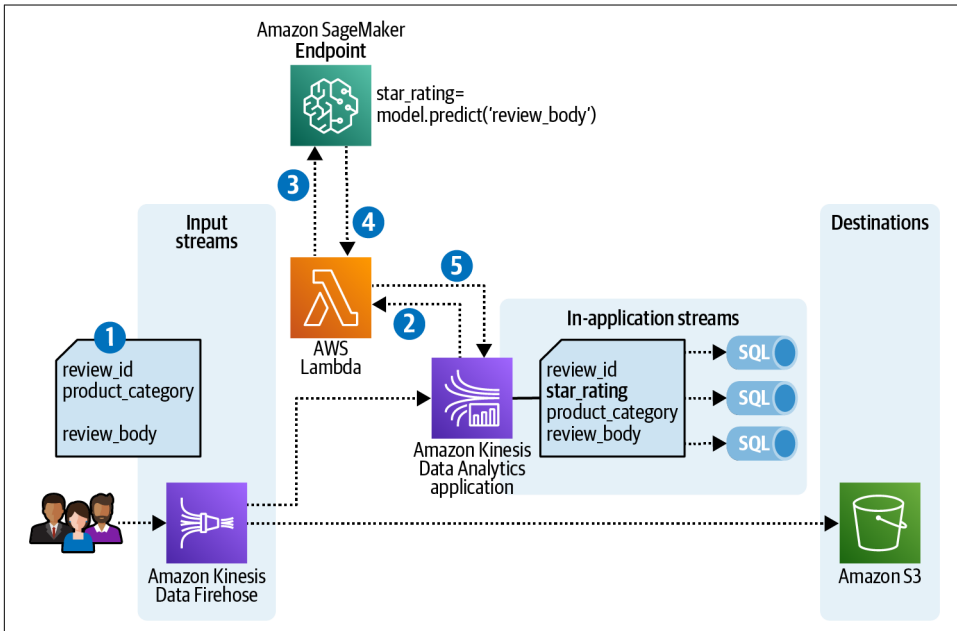 Amazon SageMaker
Endpoint
star_rating=
model.predict('review_body')
3
4
Input
streams
Destinations
5
2
In-application streams
1
review_id
product_category
review_body
AWS
Lambda
review_id
star_rating
product_category
review_body
SQL
SQL
SQL
Amazon Kinesis
Data Analytics
application
Amazon Kinesis
Data Firehose
Amazon S3